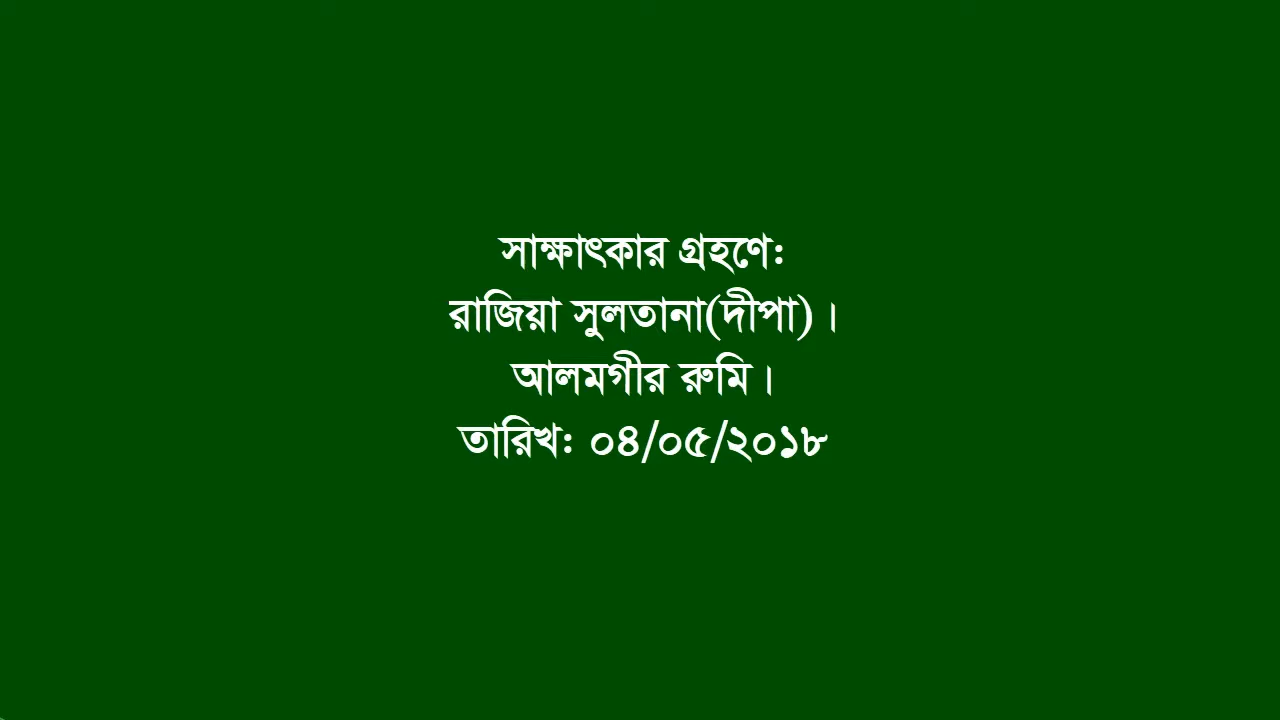 সাক্ষাৎকার গ্রহণে:
রাজিয়া সুলতানা(দীপা)।
আলমগীর রুমি।
তারিখ: ০৪/০৫/২০১৮